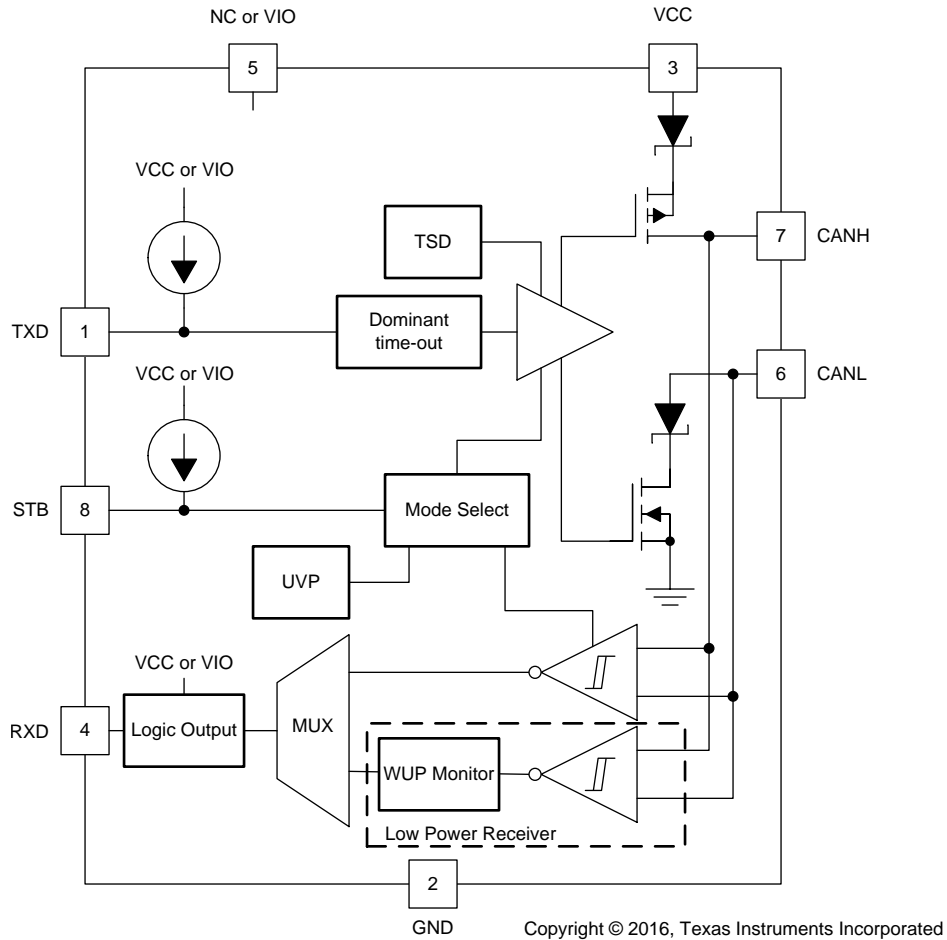 NC or VIO
VCC
5
3
VCC or VIO
TSD
7
CANH
TXD
1
Dominant
time-out
VCC or VIO
6
CANL
STB
8
Mode Select
UVP
VCC or VIO
RXD
4
Logic Output
MUX
WUP Monitor
Low Power Receiver
2
GND
Copyright © 2016, Texas Instruments Incorporated